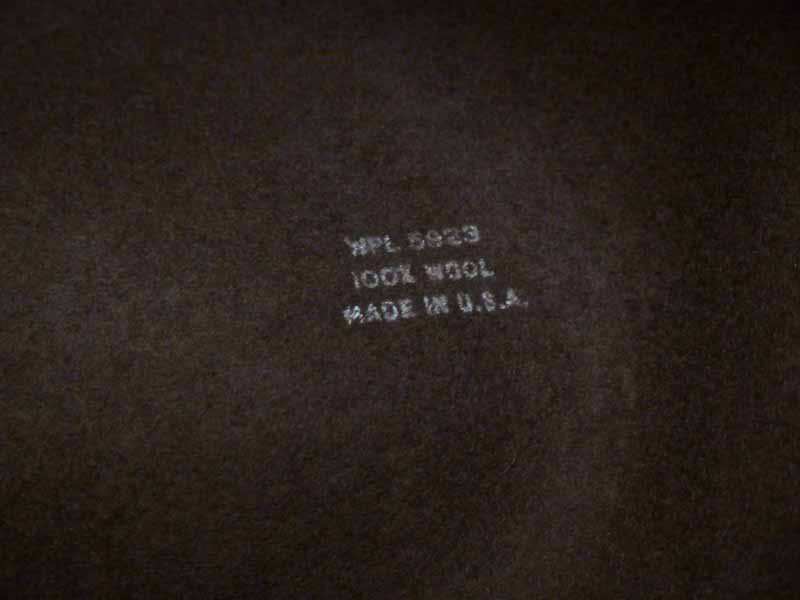 WPL 5923
100% WOOL
MADE IN U.S.A.